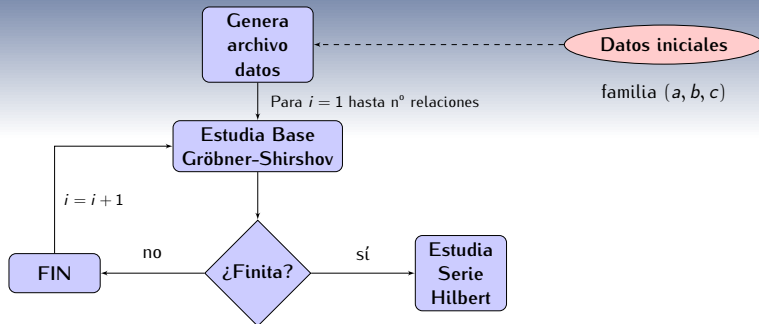 Genera
archivo
datos
Datos iniciales
familia (a, b, c)
Para i = 1 hasta nº relaciones
Estudia Base
Gröbner-Shirshov
i = i + 1
FIN
no
¿Finita?
sí
Estudia
Serie
Hilbert